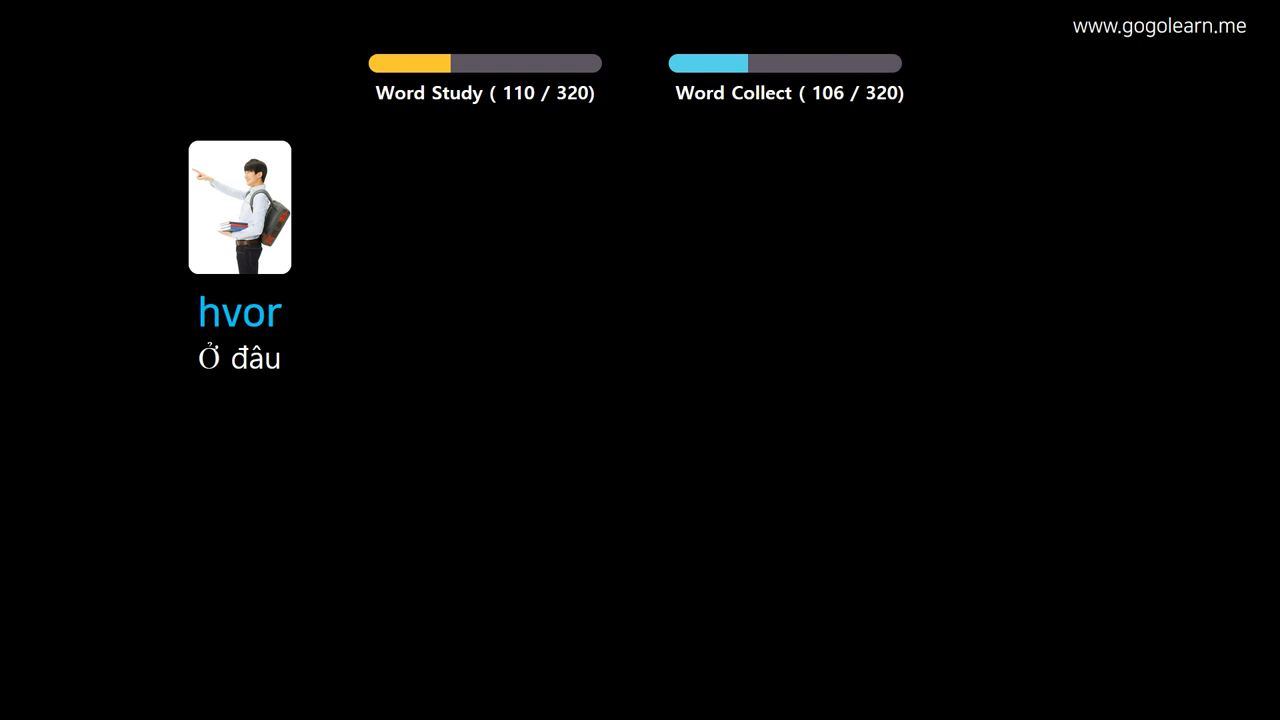 www.gogolearn.me
Word Study ( 110 / 320)
Word Collect ( 106 / 320)
hvor
Ở đâu